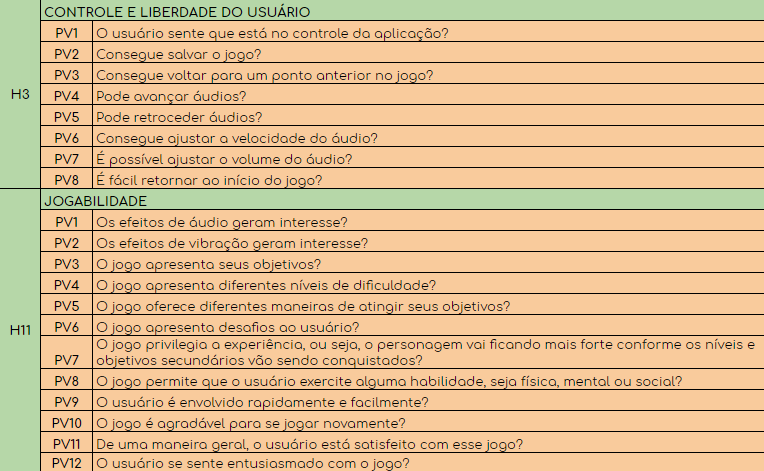 CONTROLE E LIBERDADE DO USUÁRIO
H3
PV1 O usuário sente que está no controle da aplicação?
PV2 Consegue salvar o jogo?
PV3 Consegue voltar para um ponto anterior no jogo?
PV4 Pode avançar áudios?
PV5 Pode retroceder áudios?
PV6 Consegue ajustar a velocidade do áudio?
PV7 É possível ajustar o volume do áudio?
PV8 É fácil retornar ao início do jogo?
JOGABILIDADE
H11
PV1 Os efeitos de áudio geram interesse?
PV2 Os efeitos de vibração geram interesse?
PV3 O jogo apresenta seus objetivos?
PV4 O jogo apresenta diferentes níveis de dificuldade?
PV5 O jogo oferece diferentes maneiras de atingir seus objetivos?
PV6 O jogo apresenta desafios ao usuário?
PV7 O jogo privilegia a experiência, ou seja, o personagem vai ficando mais forte conforme os níveis e
objetivos secundários vão sendo conquistados?
PV8 O jogo permite que o usuário exercite alguma habilidade, seja física, mental ou social?
PV9 O usuário é envolvido rapidamente e facilmente?
PV10 O jogo é agradável para se jogar novamente?
PV11 De uma maneira geral, o usuário está satisfeito com esse jogo?
PV12 O usuário se sente entusiasmado com o jogo?